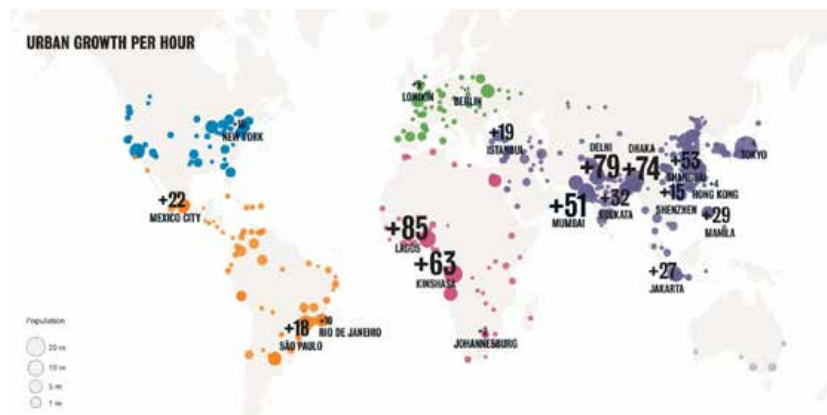 URBAN GROWTH PER HOUR
LONDON
BERLIN
NEW YORK
+19
ISTANBUL
DELHI
+79
DHAKA
+74
+53
SHANGHAI
TOKYO
+22
MEXICO CITY
+51
MUMBAI
+32
KOLKATA
+15
SHENZHEN
+4
HONG KONG
+29
MANILA
+85
LAGOS
+63
KINSHASA
+27
JAKARTA
+18
SÃO PAULO
+10
RIO DE JANEIRO
JOHANNESBURG
Population
20 m
10 m
5 m
1 m